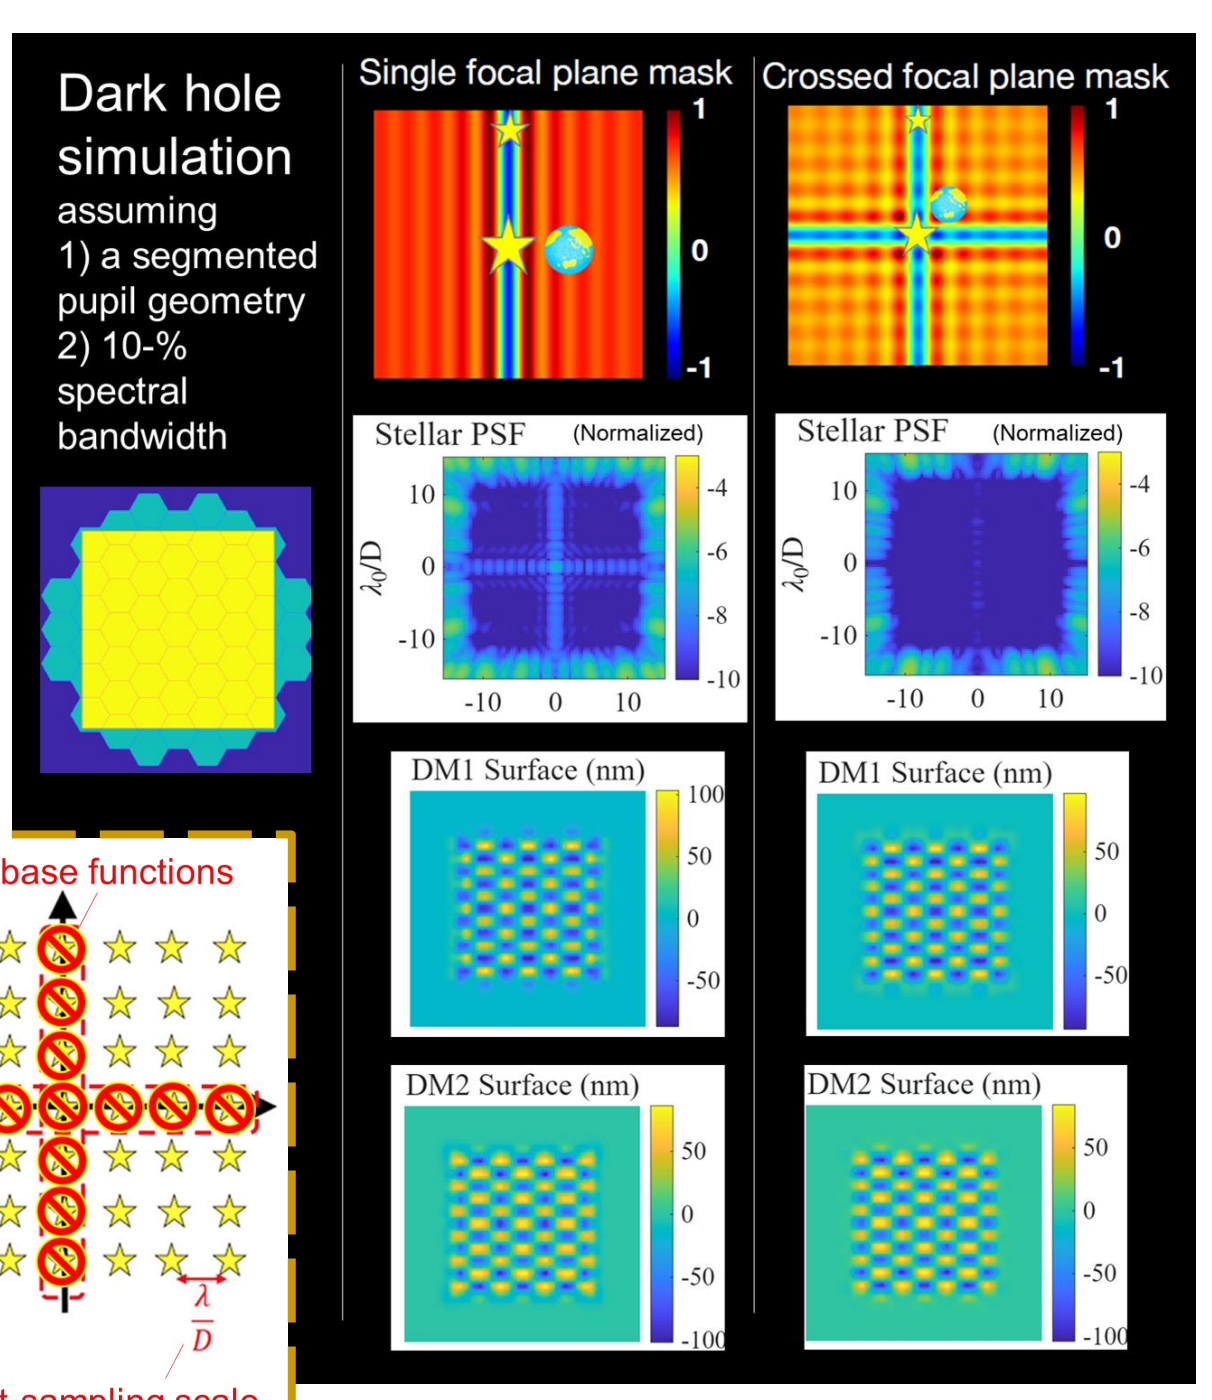 Dark hole
simulation
assuming
1) a segmented
pupil geometry
2) 10-%
spectral
bandwidth
base functions
λ
D
Single focal plane mask
1
0
-1
Stellar PSF (Normalized)
λ₀/D
10
0
-10
-10 0 10
-4
-6
-8
-10
DM1 Surface (nm)
100
50
0
-50
DM2 Surface (nm)
50
0
-50
-100
Crossed focal plane mask
1
0
-1
Stellar PSF (Normalized)
λ₀/D
10
0
-10
-10 0 10
-4
-6
-8
-10
DM1 Surface (nm)
50
0
-50
DM2 Surface (nm)
50
0
-50
-100